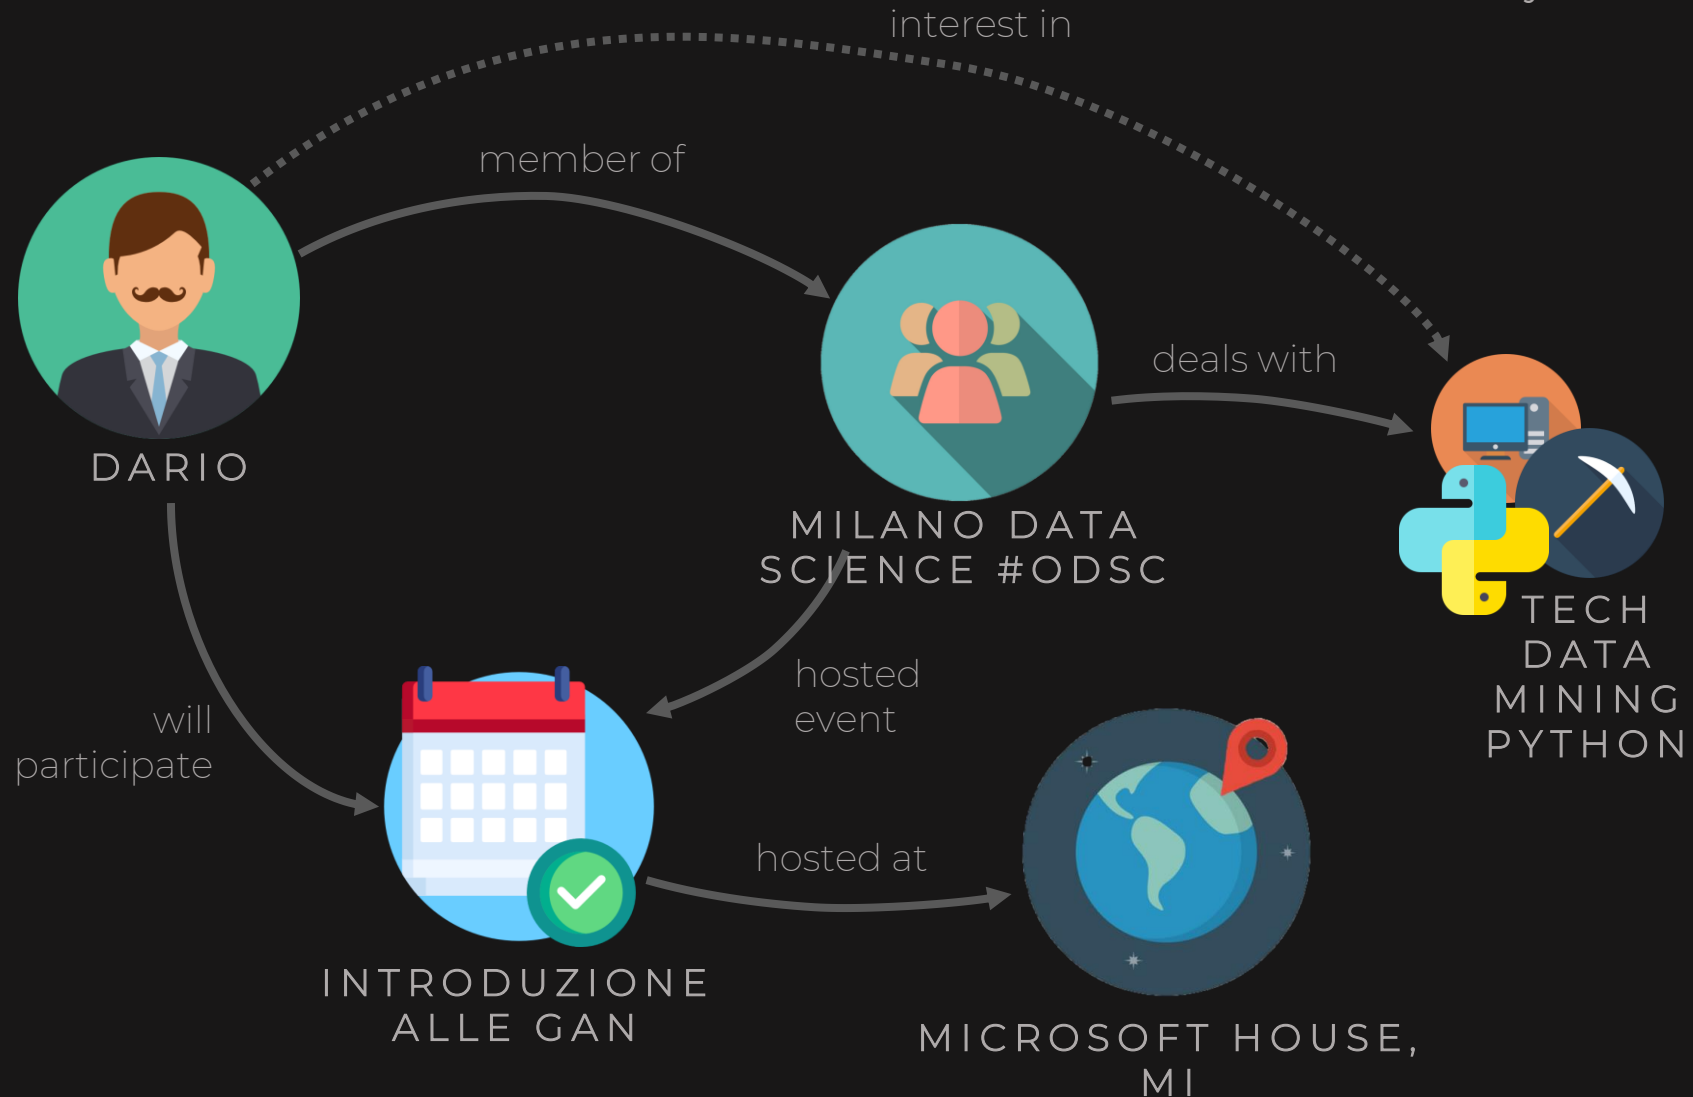 interest in
member of
deals with
DARIO
MILANO DATA
SCIENCE #ODSC
TECH
DATA
MINING
PYTHON
hosted
event
will
participate
hosted at
INTRODUZIONE
ALLE GAN
MICROSOFT HOUSE,
MI